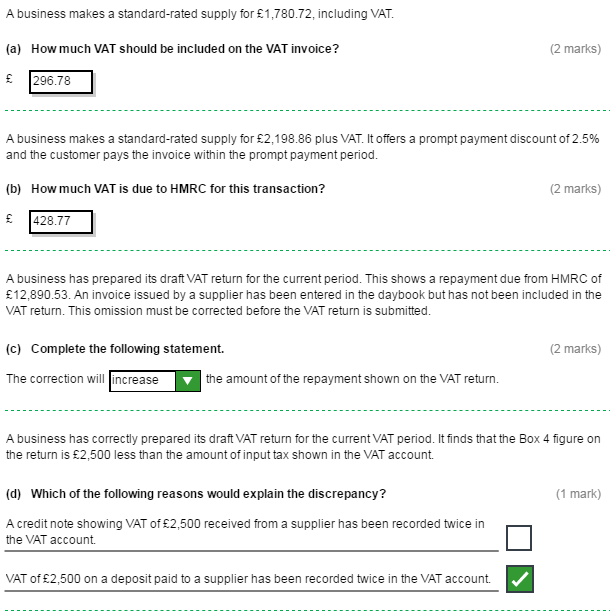 A business makes a standard-rated supply for £1,780.72, including VAT.
(a) How much VAT should be included on the VAT invoice? (2 marks)
£ 296.78
A business makes a standard-rated supply for £2,198.86 plus VAT. It offers a prompt payment discount of 2.5%
and the customer pays the invoice within the prompt payment period.
(b) How much VAT is due to HMRC for this transaction? (2 marks)
£ 428.77
A business has prepared its draft VAT return for the current period. This shows a repayment due from HMRC of
£12,890.53. An invoice issued by a supplier has been entered in the daybook but has not been included in the
VAT return. This omission must be corrected before the VAT return is submitted.
(c) Complete the following statement. (2 marks)
The correction will increase the amount of the repayment shown on the VAT return.
A business has correctly prepared its draft VAT return for the current VAT period. It finds that the Box 4 figure on
the return is £2,500 less than the amount of input tax shown in the VAT account.
(d) Which of the following reasons would explain the discrepancy? (1 mark)
A credit note showing VAT of £2,500 received from a supplier has been recorded twice in
the VAT account.
VAT of £2,500 on a deposit paid to a supplier has been recorded twice in the VAT account.